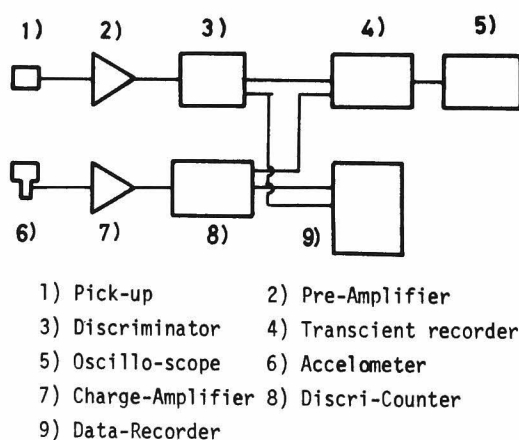 1) 2) 3) 4) 5)
6) 7) 8) 9)
1) Pick-up 2) Pre-Amplifier
3) Discriminator 4) Transcient recorder
5) Oscillo-scope 6) Accelometer
7) Charge-Amplifier 8) Discri-Counter
9) Data-Recorder